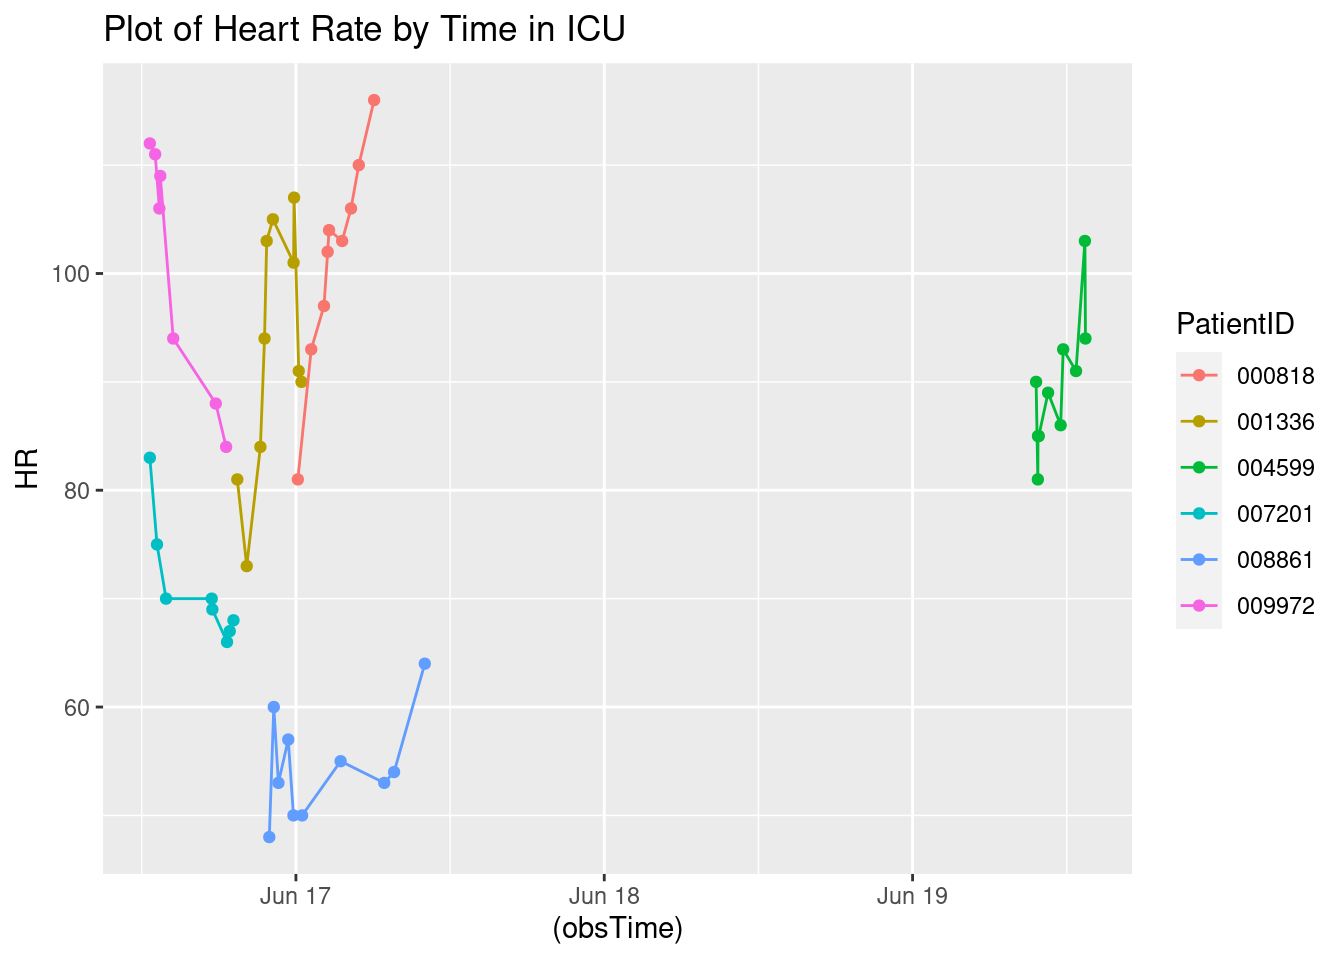 Plot of Heart Rate by Time in ICU
HR
100
80
60
Jun 17
Jun 18
Jun 19
(obsTime)
PatientID
000818
001336
004599
007201
008861
009972